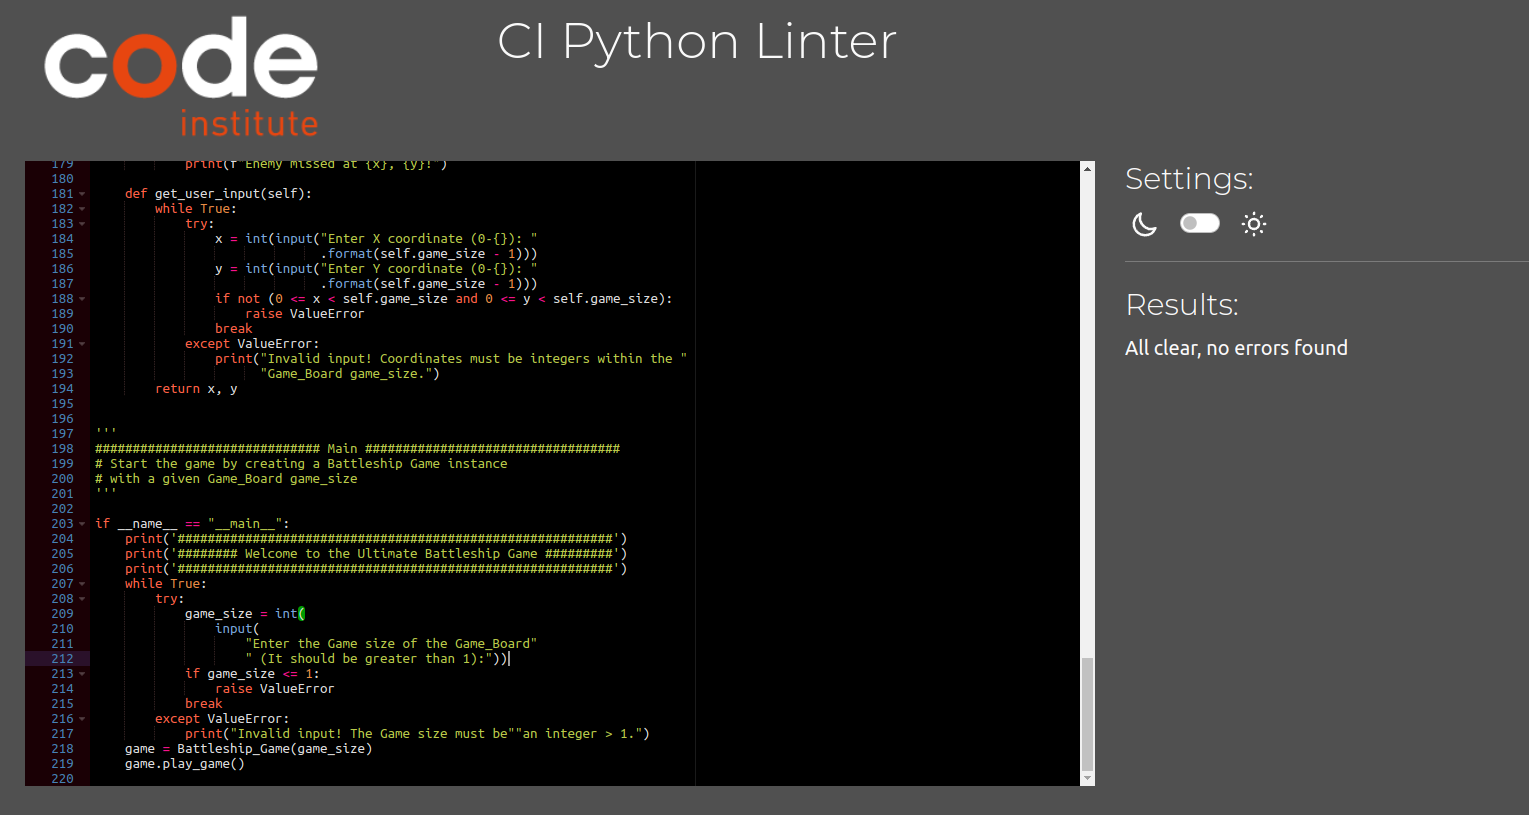 code
institute
CI Python Linter
179 print(f"Enemy missed at {x}, {y}!")
180
181 def get_user_input(self):
182 while True:
183 try:
184 x = int(input("Enter X coordinate (0-{}): "
185 .format(self.game_size - 1)))
186 y = int(input("Enter Y coordinate (0-{}): "
187 .format(self.game_size - 1)))
188 if not (0 <= x < self.game_size and 0 <= y < self.game_size):
189 raise ValueError
190 break
191 except ValueError:
192 print("Invalid input! Coordinates must be integers within the "
193 "Game_Board game_size.")
194 return x, y
195
196
197 '''
198 ############################## Main ##################################
199 # Start the game by creating a Battleship Game instance
200 # with a given Game_Board game_size
201 '''
202
203 if __name__ == "__main__":
204 print('##########################################################')
205 print('######## Welcome to the Ultimate Battleship Game #########')
206 print('##########################################################')
207 while True:
208 try:
209 game_size = int(
210 input(
211 "Enter the Game size of the Game_Board"
212 " (It should be greater than 1):"))
213 if game_size <= 1:
214 raise ValueError
215 break
216 except ValueError:
217 print("Invalid input! The Game size must be""an integer > 1.")
218 game = Battleship_Game(game_size)
219 game.play_game()
220
Settings:
Results:
All clear, no errors found